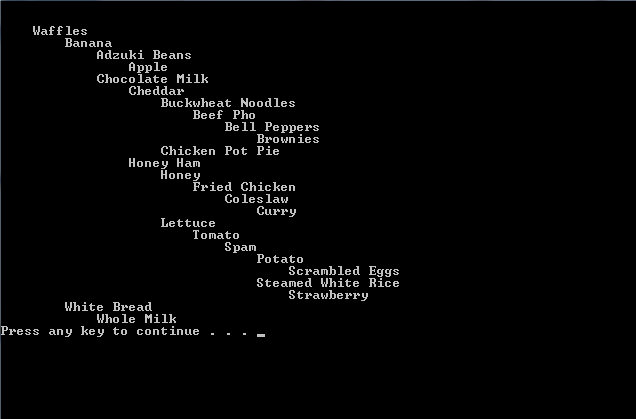 Waffles
Banana
Adzuki Beans
Apple
Chocolate Milk
Cheddar
Buckwheat Noodles
Beef Pho
Bell Peppers
Brownies
Chicken Pot Pie
Honey Ham
Honey
Fried Chicken
Coleslaw
Curry
Lettuce
Tomato
Spam
Potato
Scrambled Eggs
Steamed White Rice
Strawberry
White Bread
Whole Milk
Press any key to continue . . . _